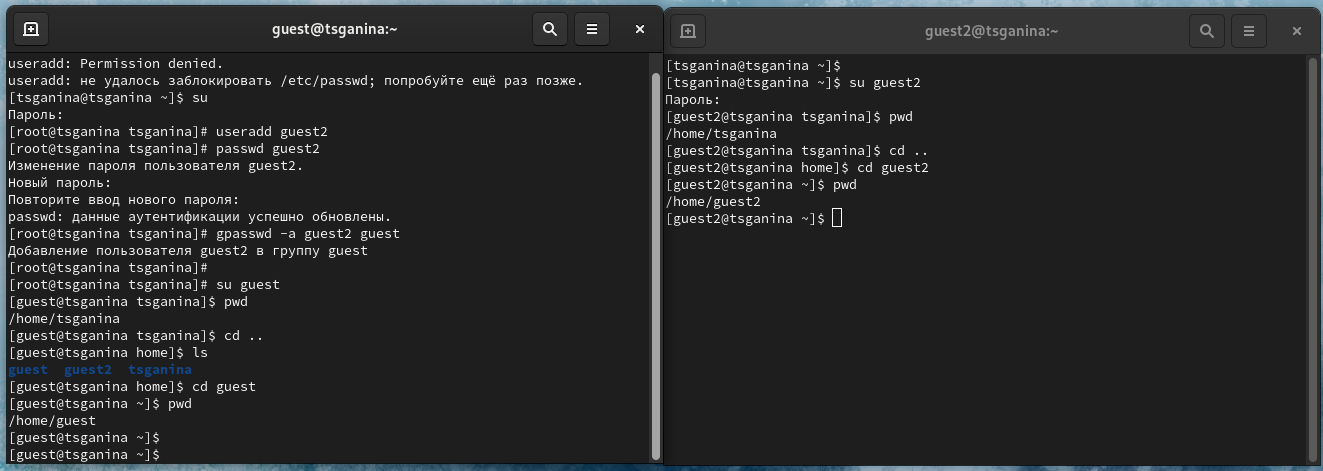 guest@tsganina:~
useradd: Permission denied.
useradd: не удалось заблокировать /etc/passwd; попробуйте ещё раз позже.
[tsganina@tsganina ~]$ su
Пароль:
[root@tsganina tsganina]# useradd guest2
[root@tsganina tsganina]# passwd guest2
Изменение пароля пользователя guest2.
Новый пароль:
Повторите ввод нового пароля:
passwd: данные аутентификации успешно обновлены.
[root@tsganina tsganina]# gpasswd -a guest2 guest
Добавление пользователя guest2 в группу guest
[root@tsganina tsganina]#
[root@tsganina tsganina]# su guest
[guest@tsganina tsganina]$ pwd
/home/tsganina
[guest@tsganina tsganina]$ cd ..
[guest@tsganina home]$ ls
guest  guest2  tsganina
[guest@tsganina home]$ cd guest
[guest@tsganina ~]$ pwd
/home/guest
[guest@tsganina ~]$
[guest@tsganina ~]$
guest2@tsganina:~
[tsganina@tsganina ~]$
[tsganina@tsganina ~]$ su guest2
Пароль:
[guest2@tsganina tsganina]$ pwd
/home/tsganina
[guest2@tsganina tsganina]$ cd ..
[guest2@tsganina home]$ cd guest2
[guest2@tsganina ~]$ pwd
/home/guest2
[guest2@tsganina ~]$